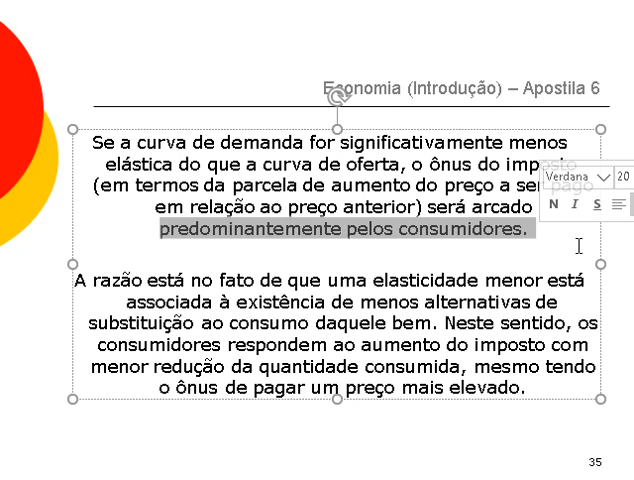 Economia (Introdução) – Apostila 6
Se a curva de demanda for significativamente menos
elástica do que a curva de oferta, o ônus do imposto
(em termos da parcela de aumento do preço a ser pago
em relação ao preço anterior) será arcado
predominantemente pelos consumidores.
Verdana 20
N I S
A razão está no fato de que uma elasticidade menor está
associada à existência de menos alternativas de
substituição ao consumo daquele bem. Neste sentido, os
consumidores respondem ao aumento do imposto com
menor redução da quantidade consumida, mesmo tendo
o ônus de pagar um preço mais elevado.
35